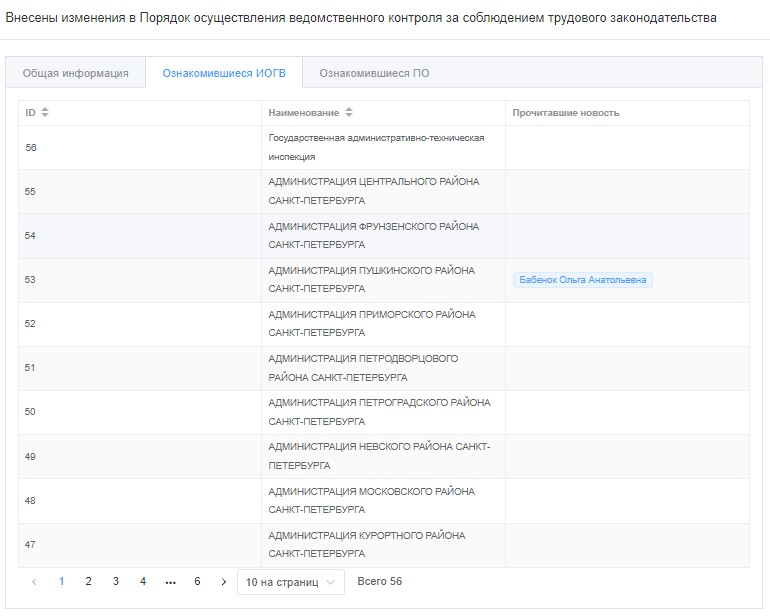 Внесены изменения в Порядок осуществления ведомственного контроля за соблюдением трудового законодательства
Общая информация Ознакомившиеся ИОГВ Ознакомившиеся ПО
ID Наименование Прочитавшие новость
56 Государственная административно-техническая
инспекция
55 АДМИНИСТРАЦИЯ ЦЕНТРАЛЬНОГО РАЙОНА
САНКТ-ПЕТЕРБУРГА
54 АДМИНИСТРАЦИЯ ФРУНЗЕНСКОГО РАЙОНА
САНКТ-ПЕТЕРБУРГА
53 АДМИНИСТРАЦИЯ ПУШКИНСКОГО РАЙОНА
САНКТ-ПЕТЕРБУРГА
Бабенок Ольга Анатольевна
52 АДМИНИСТРАЦИЯ ПРИМОРСКОГО РАЙОНА
САНКТ-ПЕТЕРБУРГА
51 АДМИНИСТРАЦИЯ ПЕТРОДВОРЦОВОГО
РАЙОНА САНКТ-ПЕТЕРБУРГА
50 АДМИНИСТРАЦИЯ ПЕТРОГРАДСКОГО РАЙОНА
САНКТ-ПЕТЕРБУРГА
49 АДМИНИСТРАЦИЯ НЕВСКОГО РАЙОНА САНКТ-
ПЕТЕРБУРГА
48 АДМИНИСТРАЦИЯ МОСКОВСКОГО РАЙОНА
САНКТ-ПЕТЕРБУРГА
47 АДМИНИСТРАЦИЯ КУРОРТНОГО РАЙОНА
САНКТ-ПЕТЕРБУРГА
1 2 3 4 ••• 6 10 на страниц Всего 56